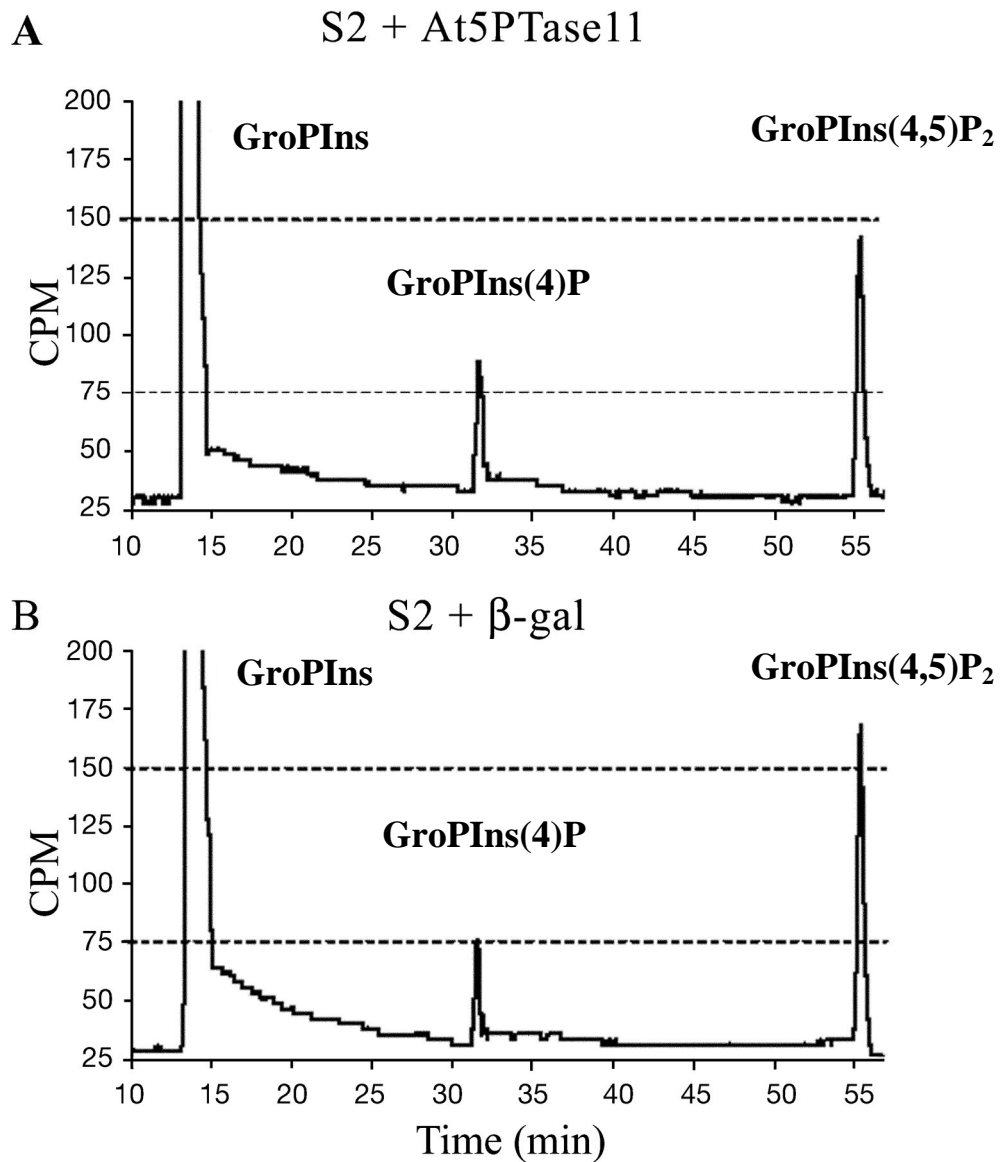 A
S2 + At5PTase11
200
175
150
125
100
75
50
25
CPM
GroPIns
GroPIns(4)P
GroPIns(4,5)P₂
10 15 20 25 30 35 40 45 50 55
B
S2 + β-gal
200
175
150
125
100
75
50
25
CPM
GroPIns
GroPIns(4)P
GroPIns(4,5)P₂
10 15 20 25 30 35 40 45 50 55
Time (min)